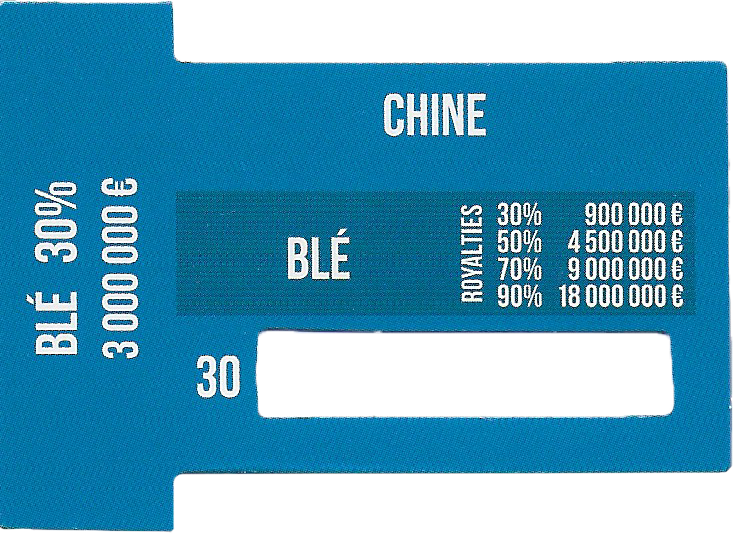 CHINE
BLÉ 30%
3 000 000 €
BLÉ
ROYALTIES
30% 900 000 €
50% 4 500 000 €
70% 9 000 000 €
90% 18 000 000 €
30